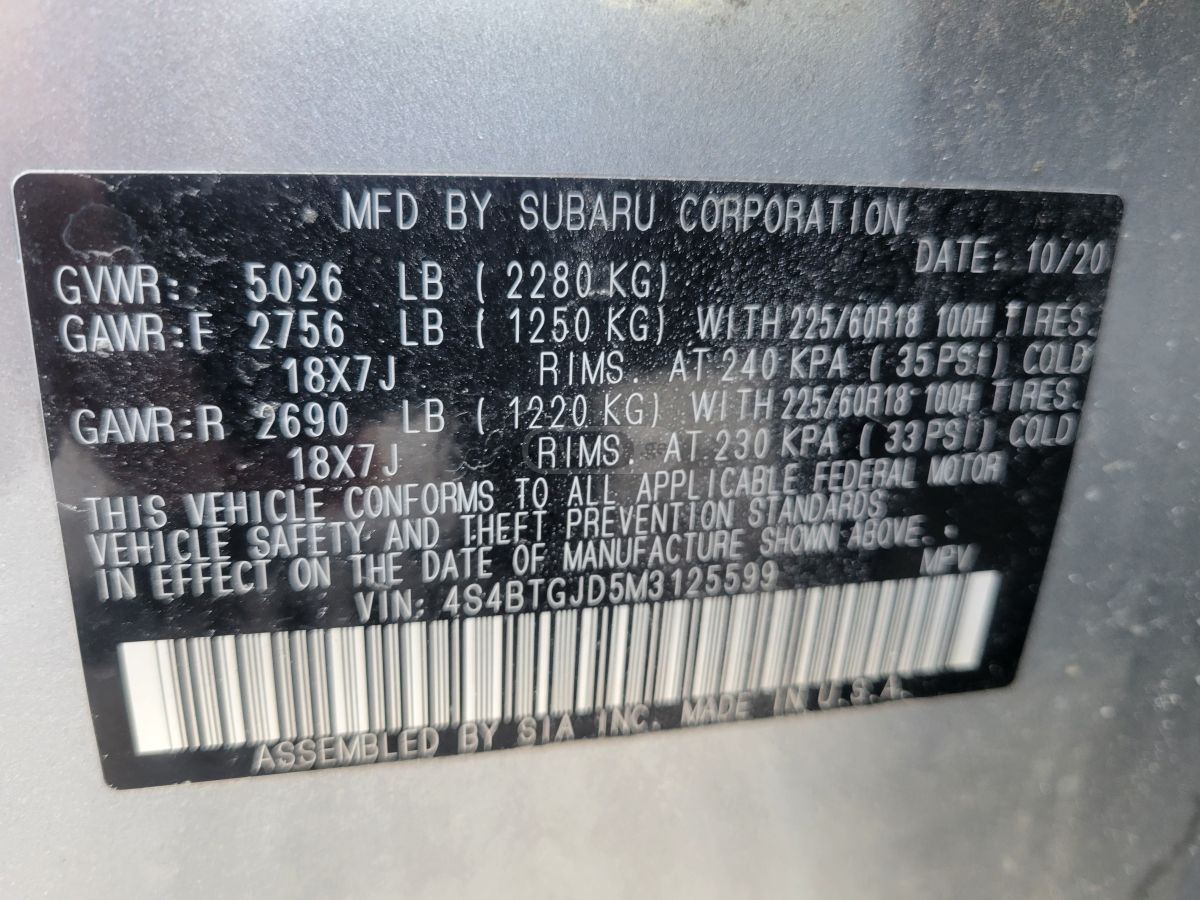 MFD BY SUBARU CORPORATION
DATE: 10/20
GVWR: 5026 LB ( 2280 KG)
GAWR:F 2756 LB ( 1250 KG) WITH 225/60R18 100H TIRES.
18X7J RIMS. AT 240 KPA ( 35PSI) COLD
GAWR:R 2690 LB ( 1220 KG) WITH 225/60R18 100H TIRES.
18X7J RIMS. AT 230 KPA ( 33PSI) COLD
THIS VEHICLE CONFORMS TO ALL APPLICABLE FEDERAL MOTOR
VEHICLE SAFETY AND THEFT PREVENTION STANDARDS
IN EFFECT ON THE DATE OF MANUFACTURE SHOWN ABOVE.
VIN: 4S4BTGJD5M3125599 MPV
ASSEMBLED BY SIA INC. MADE IN U.S.A.